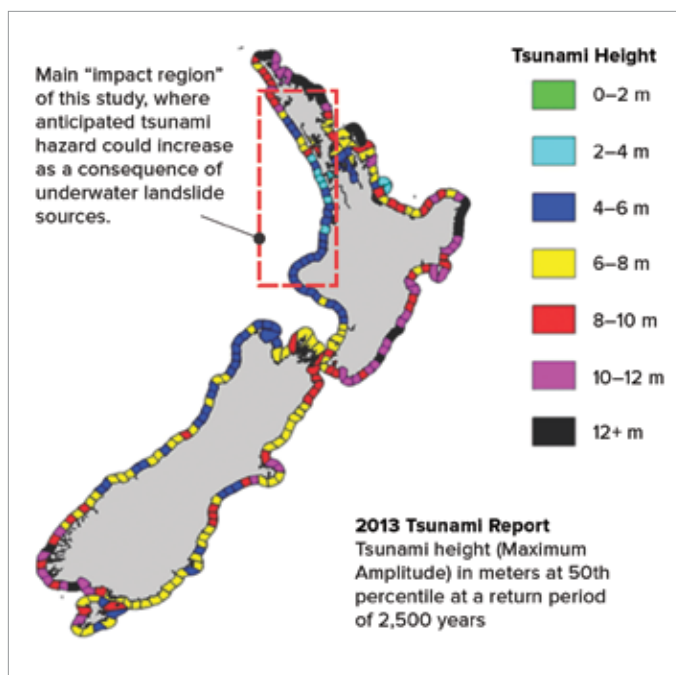 Main “impact region”
of this study, where
anticipated tsunami
hazard could increase
as a consequence of
underwater landslide
sources.
Tsunami Height
0–2 m
2–4 m
4–6 m
6–8 m
8–10 m
10–12 m
12+ m
2013 Tsunami Report
Tsunami height (Maximum
Amplitude) in meters at 50th
percentile at a return period
of 2,500 years